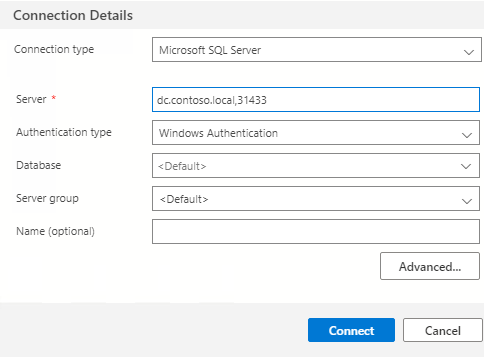 Connection Details
Connection type Microsoft SQL Server
Server * dc.contoso.local,31433
Authentication type Windows Authentication
Database <Default>
Server group <Default>
Name (optional)
Advanced...
Connect Cancel